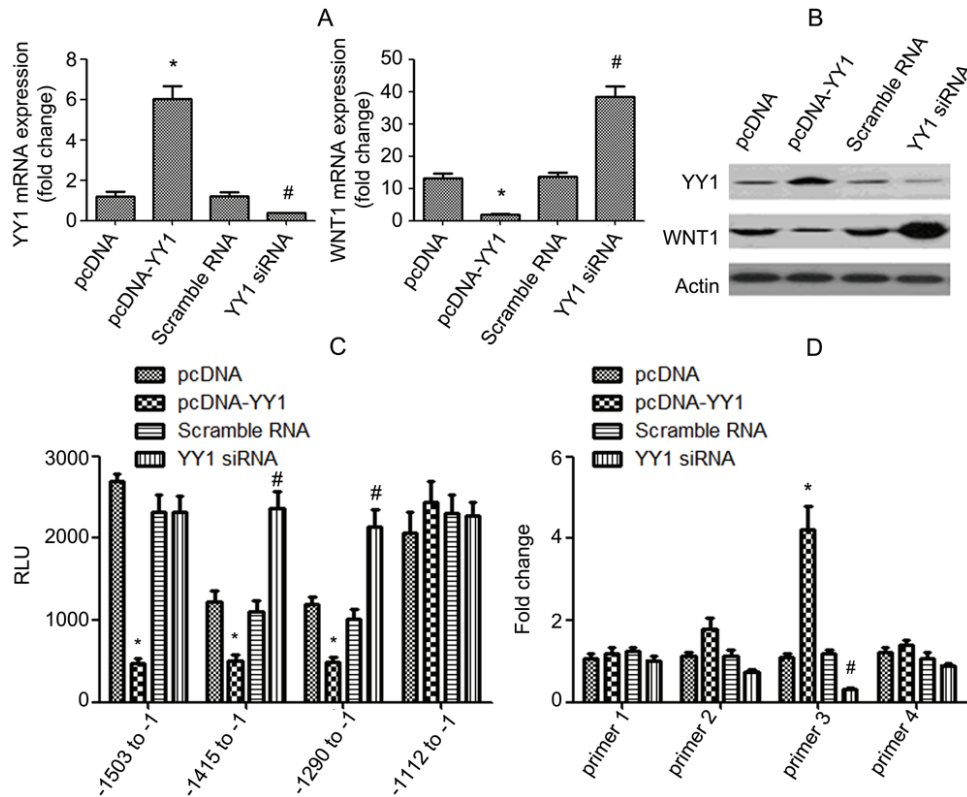 A
YY1 mRNA expression
(fold change)
8
6
4
2
0
*
#
pcDNA
pcDNA-YY1
Scramble RNA
YY1 siRNA
WNT1 mRNA expression
(fold change)
50
40
30
20
10
0
*
#
pcDNA
pcDNA-YY1
Scramble RNA
YY1 siRNA
B
pcDNA
pcDNA-YY1
Scramble RNA
YY1 siRNA
YY1
WNT1
Actin
C
pcDNA
pcDNA-YY1
Scramble RNA
YY1 siRNA
RLU
3000
2000
1000
0
*
*
#
*
#
-1503 to -1
-1415 to -1
-1290 to -1
-1112 to -1
D
pcDNA
pcDNA-YY1
Scramble RNA
YY1 siRNA
Fold change
6
4
2
0
*
#
primer 1
primer 2
primer 3
primer 4